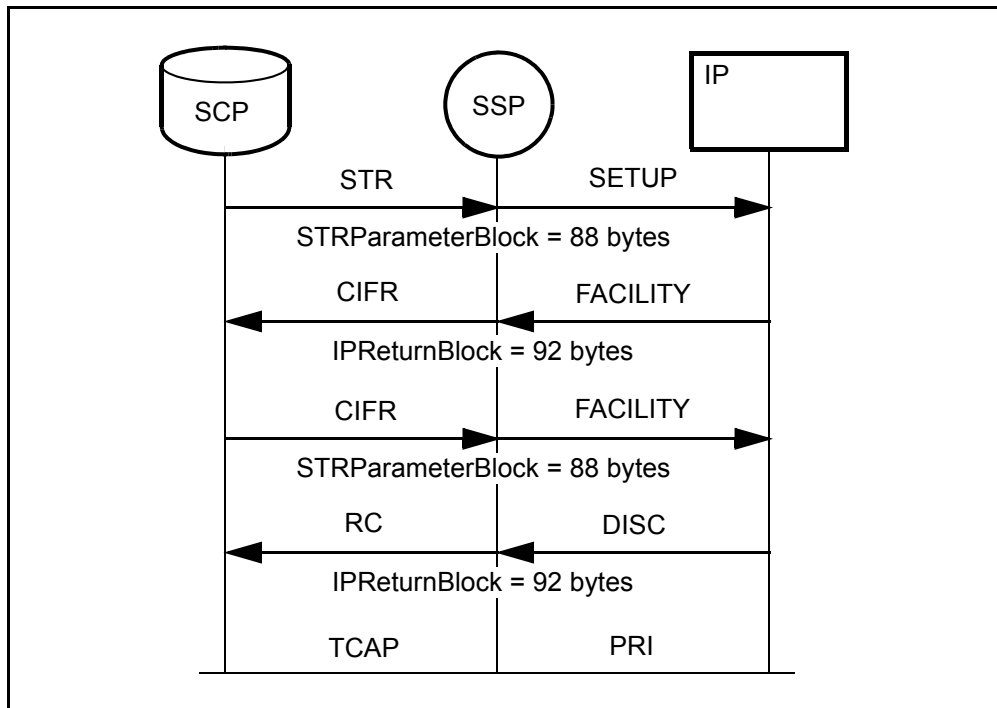 IP
SCP
SSP
STR SETUP
STRParameterBlock = 88 bytes
CIFR FACILITY
IPReturnBlock = 92 bytes
CIFR FACILITY
STRParameterBlock = 88 bytes
RC DISC
IPReturnBlock = 92 bytes
TCAP PRI